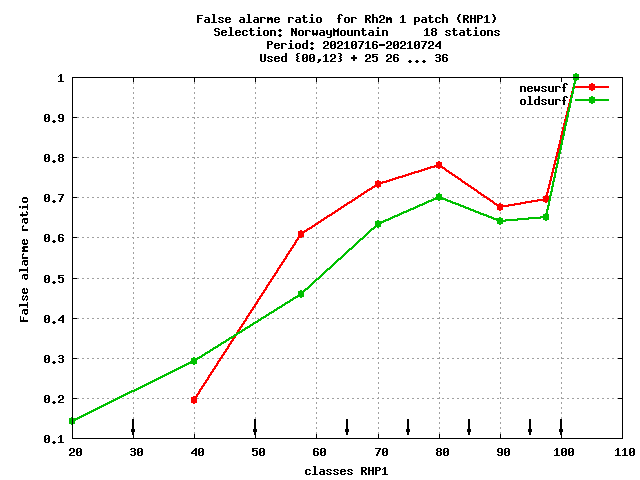 False alarme ratio  for Rh2m 1 patch (RHP1)
Selection: NorwayMountain     18 stations
Period: 20210716-20210724
Used {00,12} + 25 26 ... 36
newsurf
oldsurf
1
0.9
0.8
0.7
0.6
0.5
0.4
0.3
0.2
0.1
False alarme ratio
20 30 40 50 60 70 80 90 100 110
classes RHP1